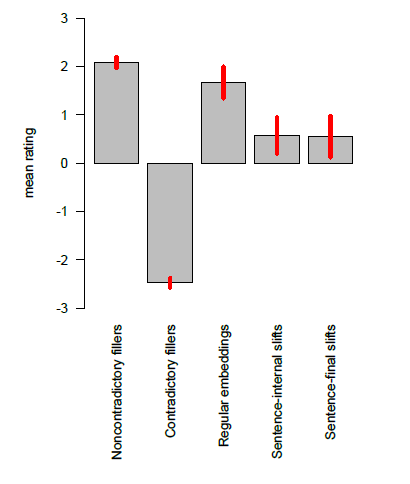 3
2
1
0
-1
-2
-3
mean rating
Noncontradictory fillers
Contradictory fillers
Regular embeddings
Sentence-internal slifts
Sentence-final slifts